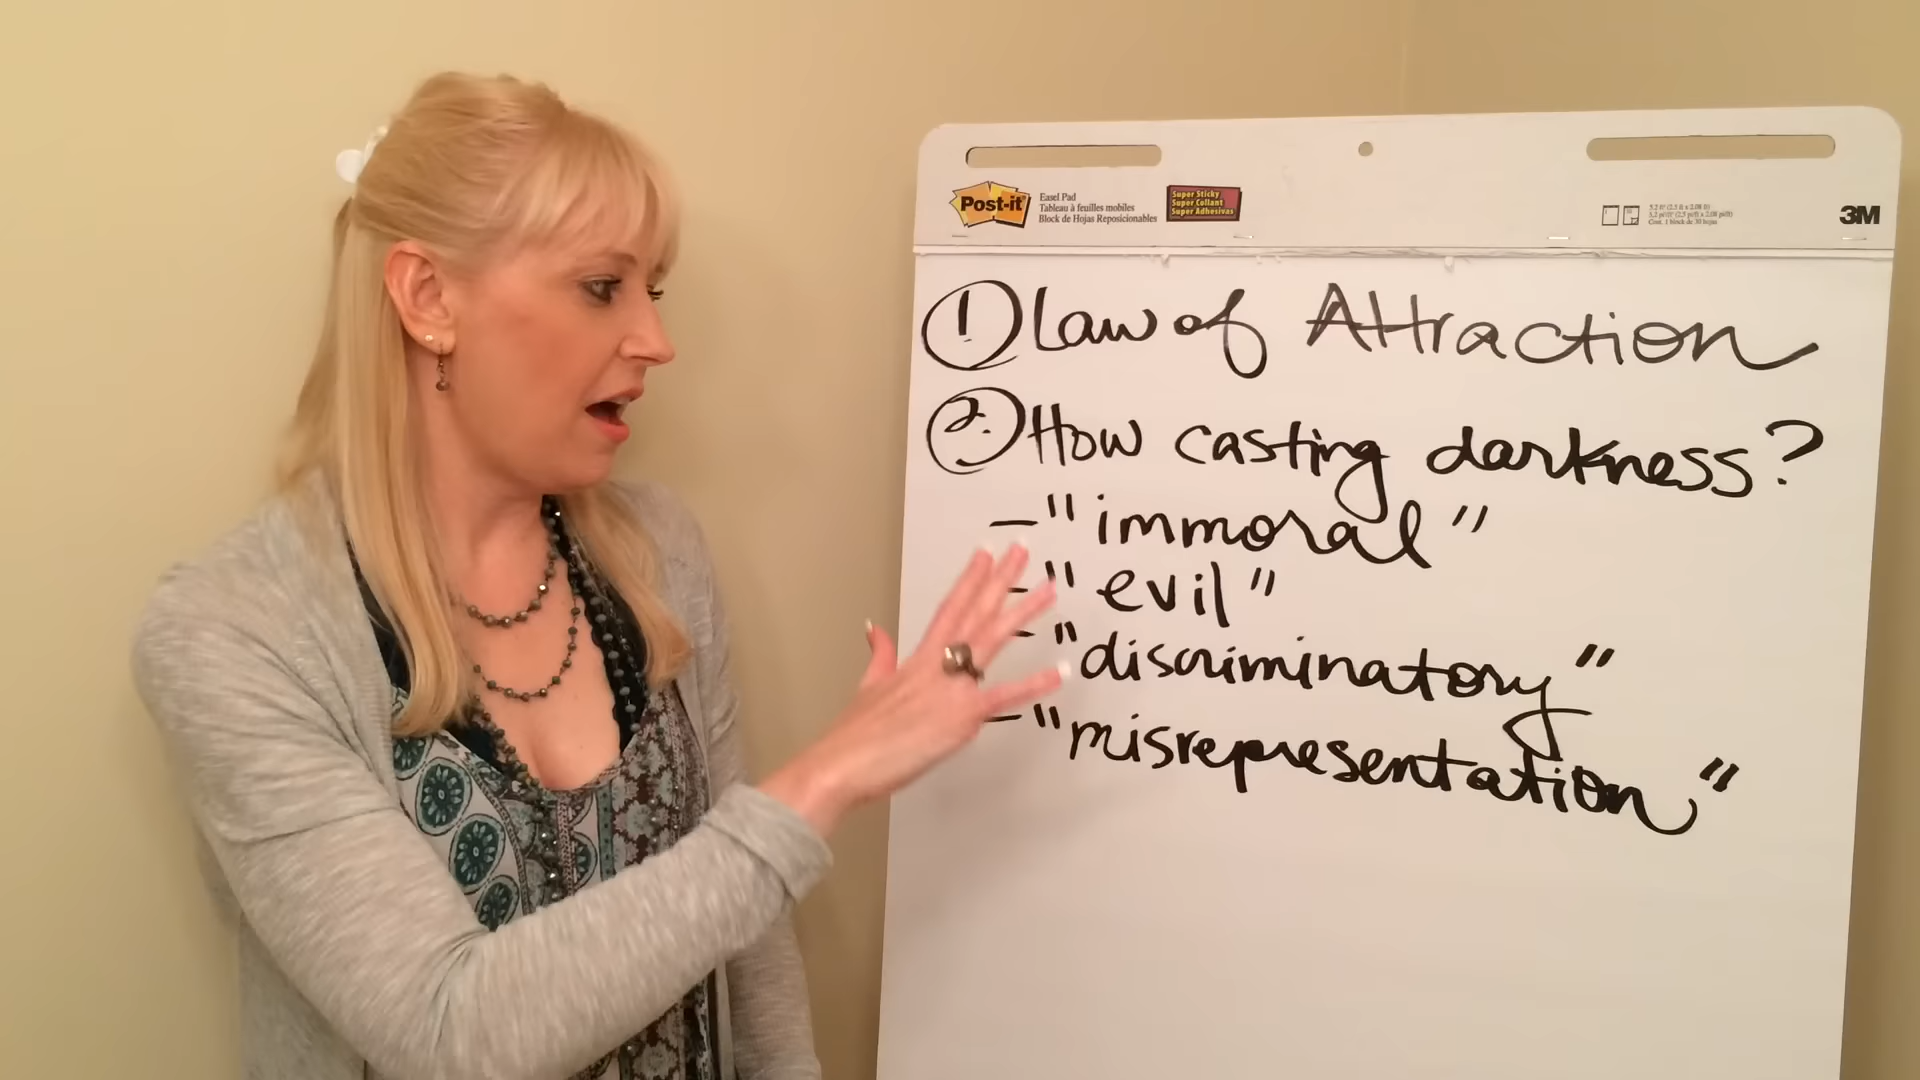 Post-it
Easel Pad
Tableau à feuilles mobiles
Block de Hojas Reposicionables
Super Sticky
Super Collant
Super Adhesivas
3M
1. Law of Attraction
2. How casting darkness?
- "immoral"
- "evil"
- "discriminatory"
- "misrepresentation"